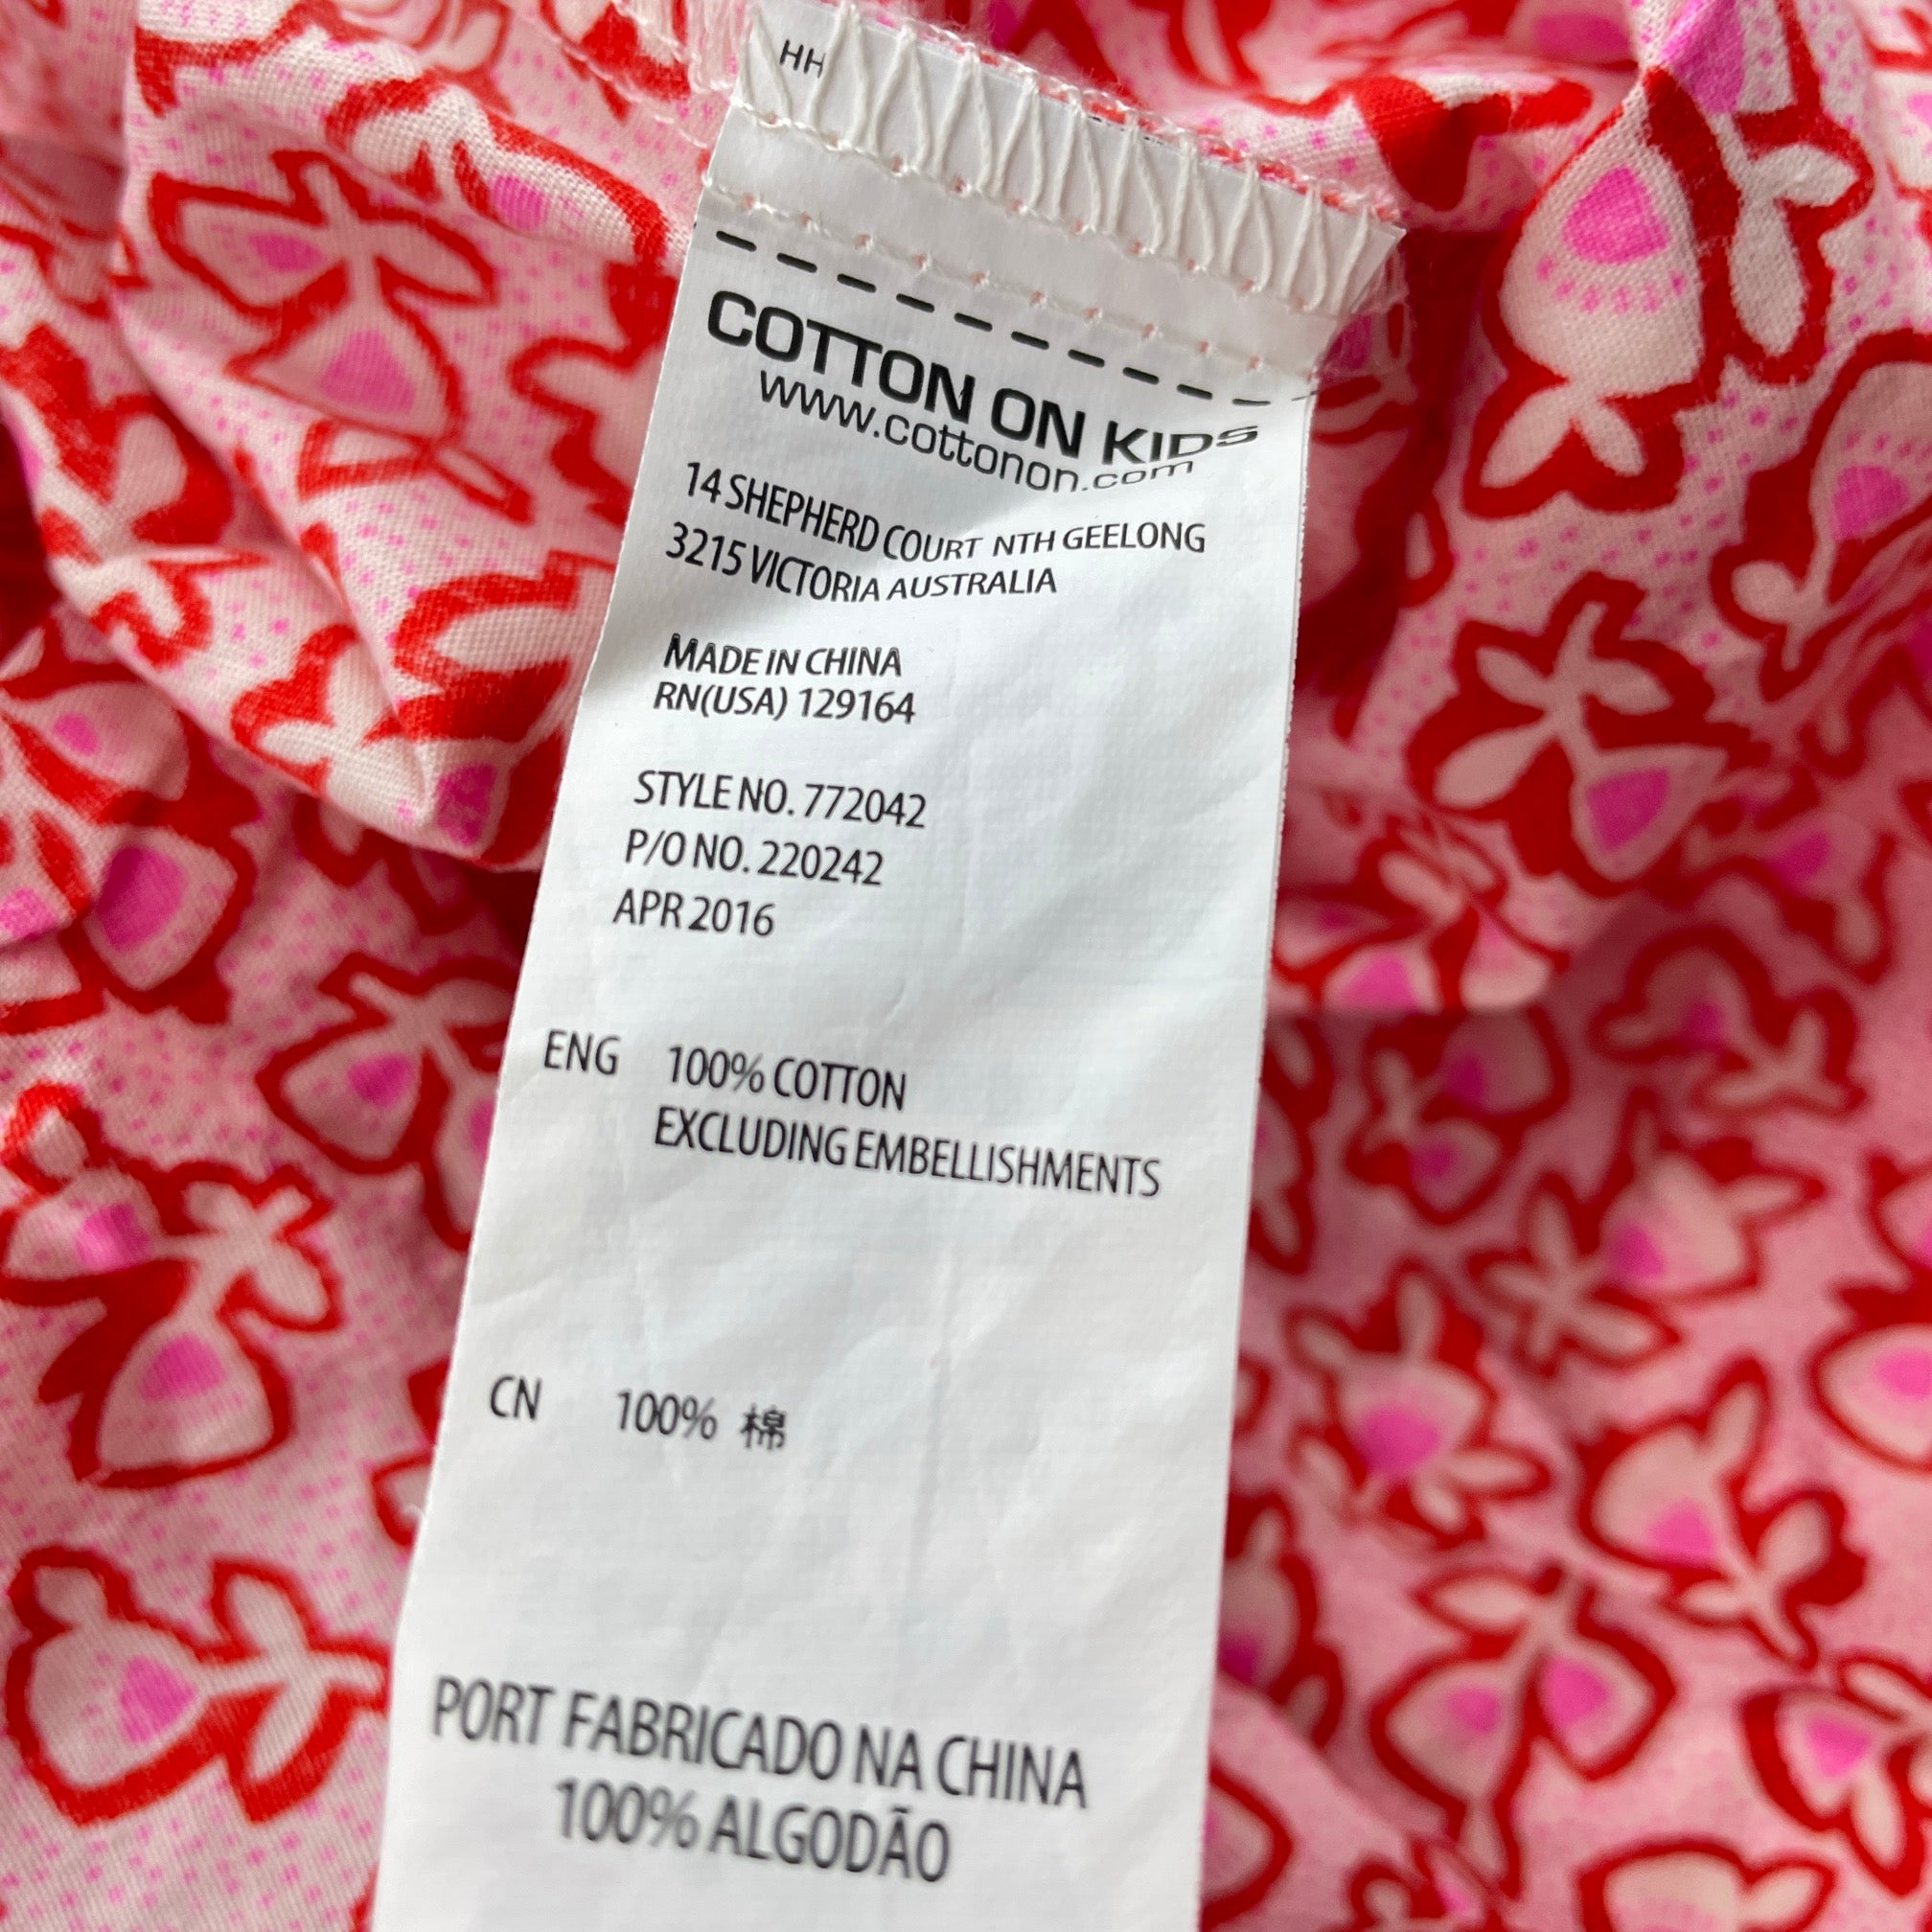 HH
COTTON ON KIDS
www.cottonon.com
14 SHEPHERD COURT NTH GEELONG
3215 VICTORIA AUSTRALIA
MADE IN CHINA
RN(USA) 129164
STYLE NO. 772042
P/O NO. 220242
APR 2016
ENG 100% COTTON
EXCLUDING EMBELLISHMENTS
CN 100% 棉
PORT FABRICADO NA CHINA
100% ALGODÃO